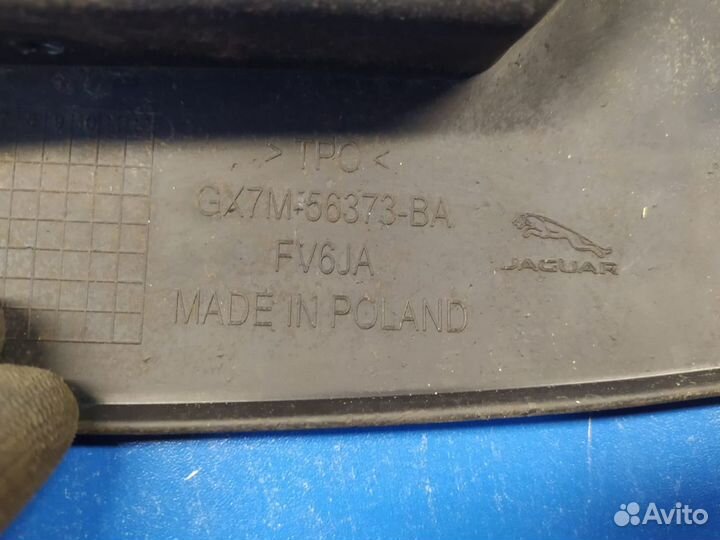 > TPO <
GX7M-56373-BA
FV6JA
MADE IN POLAND
JAGUAR
Avito